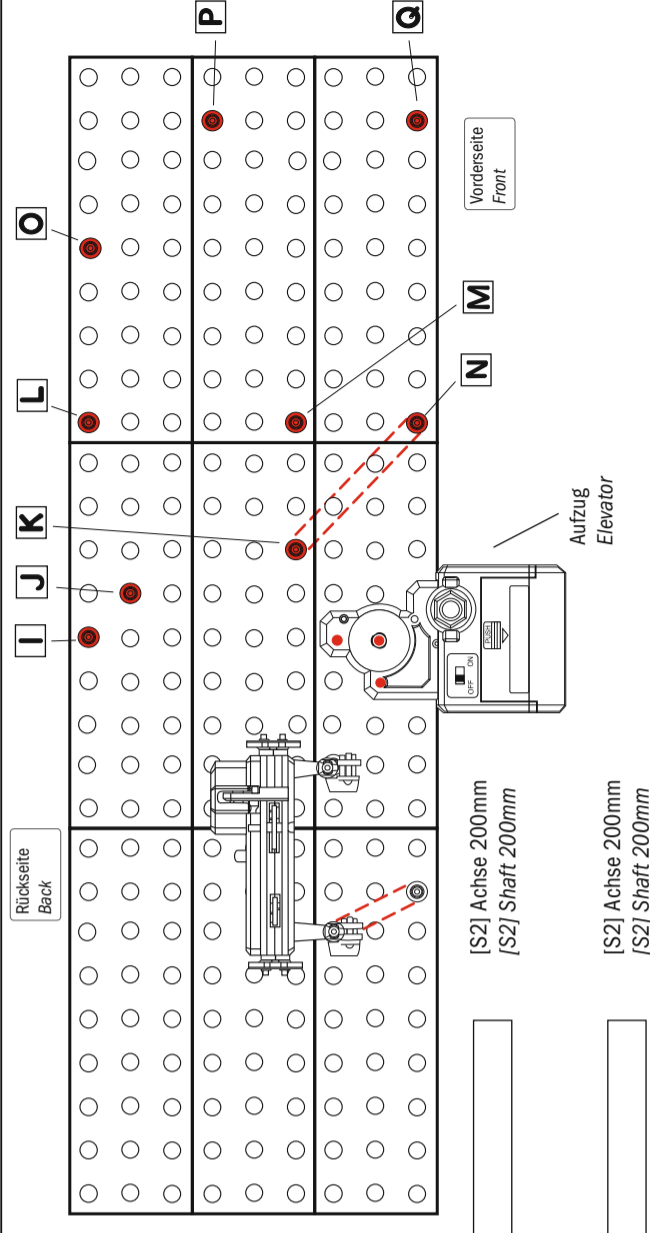 I
J
K
L
O
P
Q
M
N
Rückseite
Back
Vorderseite
Front
Aufzug
Elevator
OFF
ON
PUSH
[S2] Achse 200mm
[S2] Shaft 200mm
[S2] Achse 200mm
[S2] Shaft 200mm